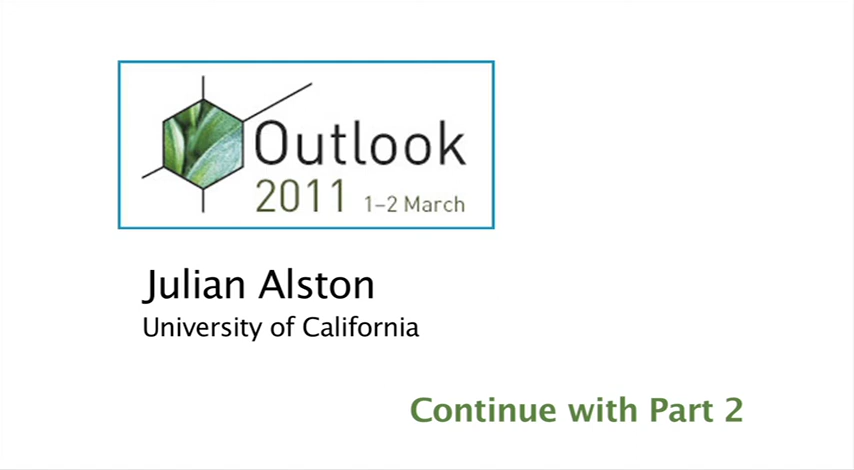 Outlook
2011 1–2 March
Julian Alston
University of California
Continue with Part 2